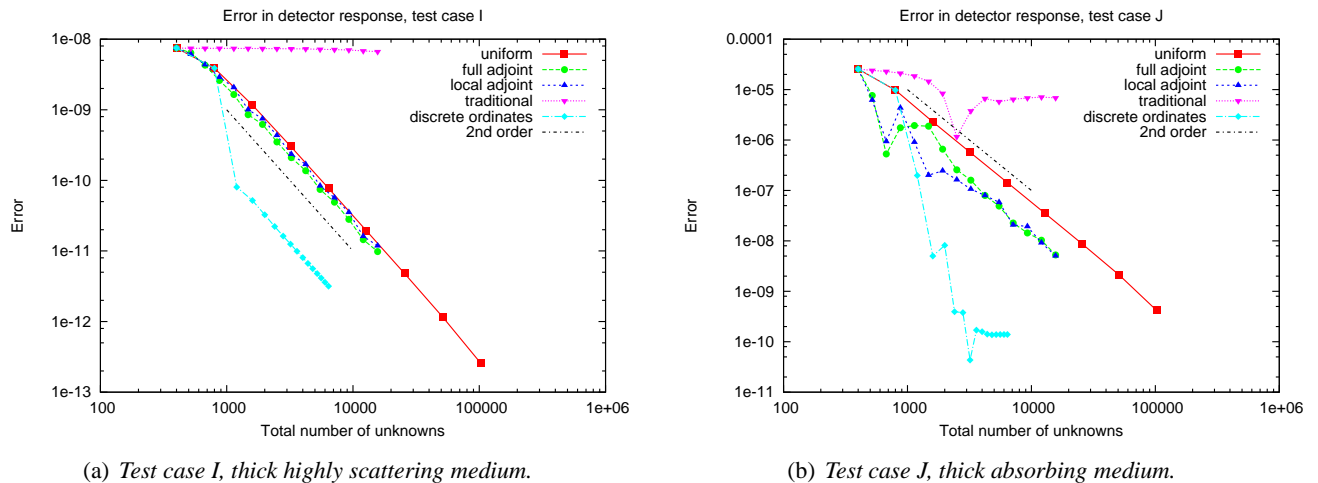 Error in detector response, test case I
1e-08
1e-09
1e-10
1e-11
1e-12
1e-13
Error
100
1000
10000
100000
1e+06
Total number of unknowns
uniform
full adjoint
local adjoint
traditional
discrete ordinates
2nd order
(a) Test case I, thick highly scattering medium.
Error in detector response, test case J
0.0001
1e-05
1e-06
1e-07
1e-08
1e-09
1e-10
1e-11
Error
100
1000
10000
100000
1e+06
Total number of unknowns
uniform
full adjoint
local adjoint
traditional
discrete ordinates
2nd order
(b) Test case J, thick absorbing medium.